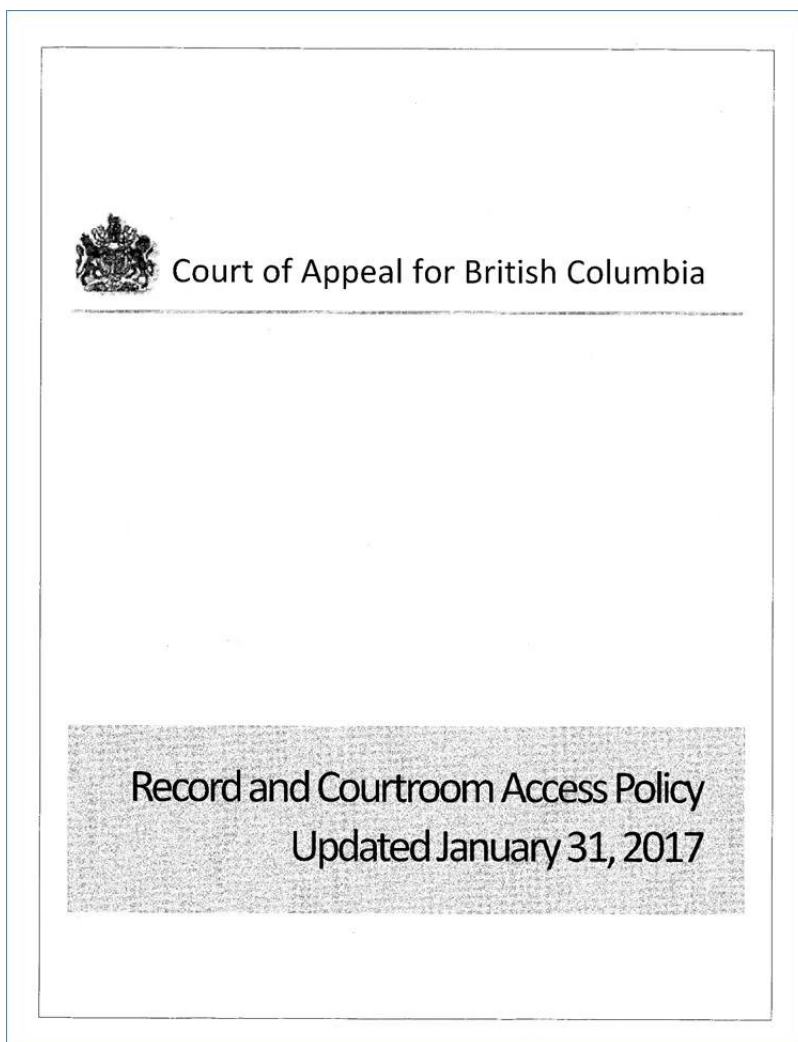 Court of Appeal for British Columbia
Record and Courtroom Access Policy
Updated January 31, 2017